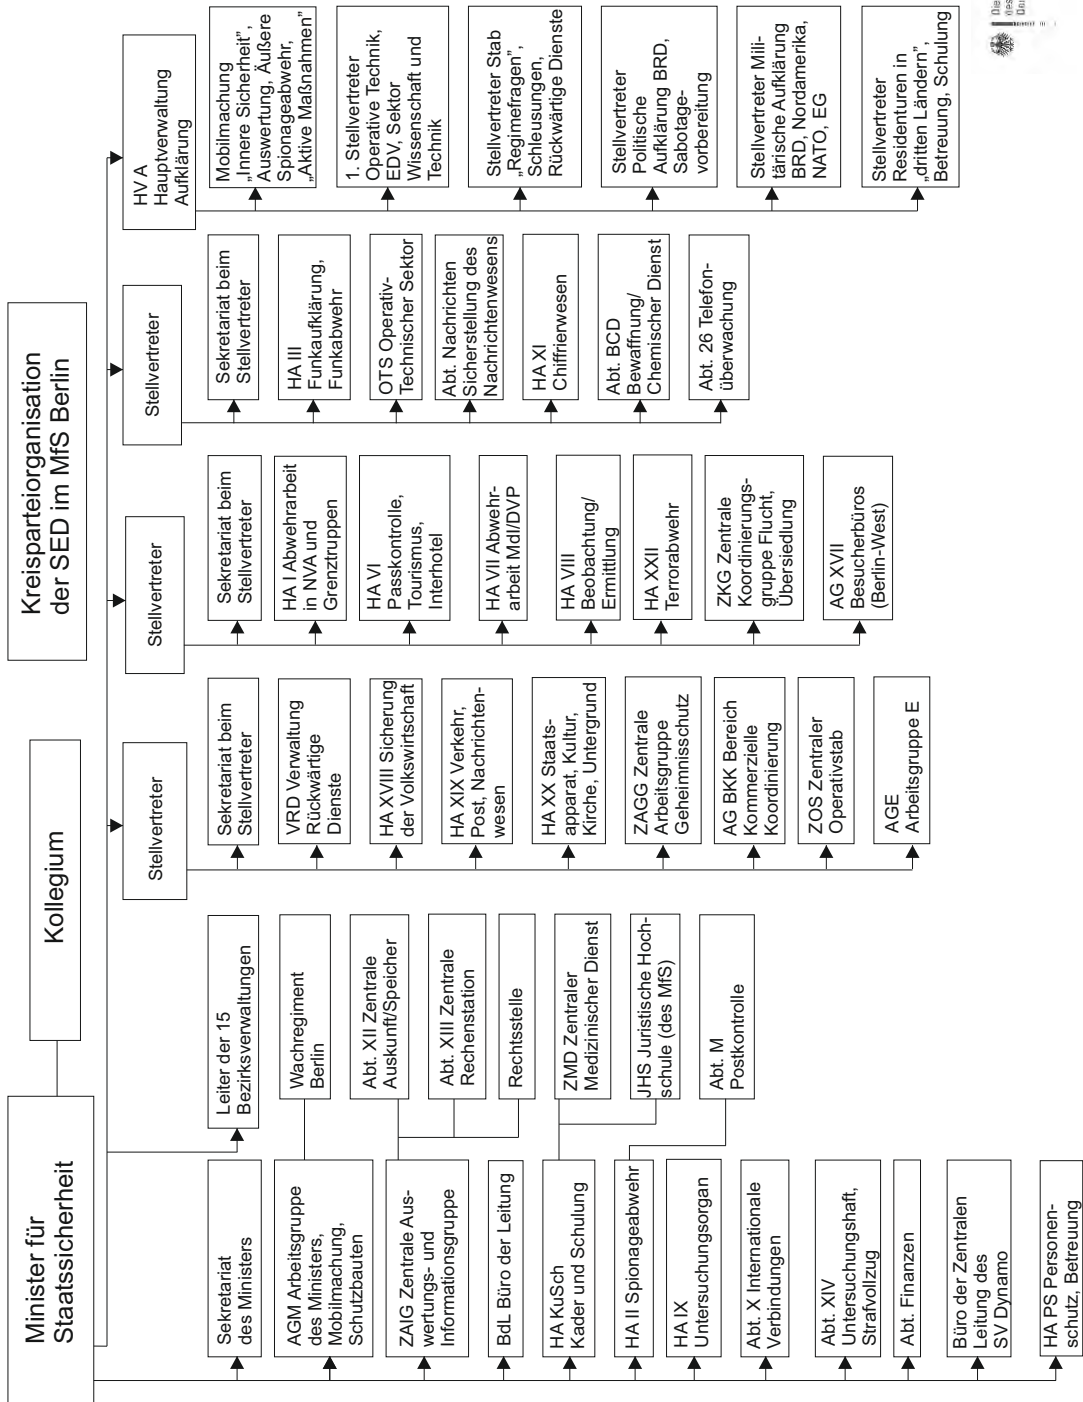 Minister für
Staatssicherheit
Kollegium
Kreisparteiorganisation
der SED im MfS Berlin
Sekretariat
des Ministers
AGM Arbeitsgruppe
des Ministers,
Mobilmachung,
Schutzbauten
ZAIG Zentrale Aus-
wertungs- und
Informationsgruppe
BdL Büro der Leitung
HA KuSch
Kader und Schulung
HA II Spionageabwehr
HA IX
Untersuchungsorgan
Abt. X Internationale
Verbindungen
Abt. XIV
Untersuchungshaft,
Strafvollzug
Abt. Finanzen
Büro der Zentralen
Leitung des
SV Dynamo
HA PS Personen-
schutz, Betreuung
Leiter der 15
Bezirksverwaltungen
Wachregiment
Berlin
Abt. XII Zentrale
Auskunft/Speicher
Abt. XIII Zentrale
Rechenstation
Rechtsstelle
ZMD Zentraler
Medizinischer Dienst
JHS Juristische Hoch-
schule (des MfS)
Abt. M
Postkontrolle
Stellvertreter
Sekretariat beim
Stellvertreter
VRD Verwaltung
Rückwärtige
Dienste
HA XVIII Sicherung
der Volkswirtschaft
HA XIX Verkehr,
Post, Nachrichten-
wesen
HA XX Staats-
apparat, Kultur,
Kirche, Untergrund
ZAGG Zentrale
Arbeitsgruppe
Geheimnisschutz
AG BKK Bereich
Kommerzielle
Koordinierung
ZOS Zentraler
Operativstab
AGE
Arbeitsgruppe E
Stellvertreter
Sekretariat beim
Stellvertreter
HA I Abwehrarbeit
in NVA und
Grenztruppen
HA VI
Passkontrolle,
Tourismus,
Interhotel
HA VII Abwehr-
arbeit MdI/DVP
HA VIII
Beobachtung/
Ermittlung
HA XXII
Terrorabwehr
ZKG Zentrale
Koordinierungs-
gruppe Flucht,
Übersiedlung
AG XVII
Besucherbüros
(Berlin-West)
Stellvertreter
Sekretariat beim
Stellvertreter
HA III
Funkaufklärung,
Funkabwehr
OTS Operativ-
Technischer Sektor
Abt. Nachrichten
Sicherstellung des
Nachrichtenwesens
HA XI
Chiffrierwesen
Abt. BCD
Bewaffnung/
Chemischer Dienst
Abt. 26 Telefon-
überwachung
HV A
Hauptverwaltung
Aufklärung
Mobilmachung
„Innere Sicherheit",
Auswertung, Äußere
Spionageabwehr,
„Aktive Maßnahmen"
1. Stellvertreter
Operative Technik,
EDV, Sektor
Wissenschaft und
Technik
Stellvertreter Stab
„Regimefragen",
Schleusungen,
Rückwärtige Dienste
Stellvertreter
Politische
Aufklärung BRD,
Sabotage-
vorbereitung
Stellvertreter Mili-
tärische Aufklärung
BRD, Nordamerika,
NATO, EG
Stellvertreter
Residenturen in
„dritten Ländern",
Betreuung, Schulung